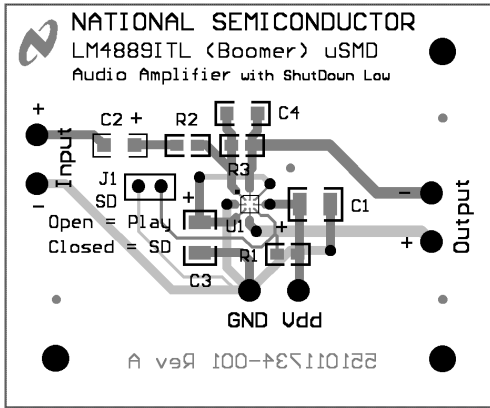 NATIONAL SEMICONDUCTOR
LM4889ITL (Boomer) uSMD
Audio Amplifier with ShutDown Low
+
C2 +
R2
C4
Input
R3
J1
-
SD
+
Open = Play
U1
+
C1
-
Output
+
Closed = SD
R1
C3
GND Vdd
551011734-001 Rev A